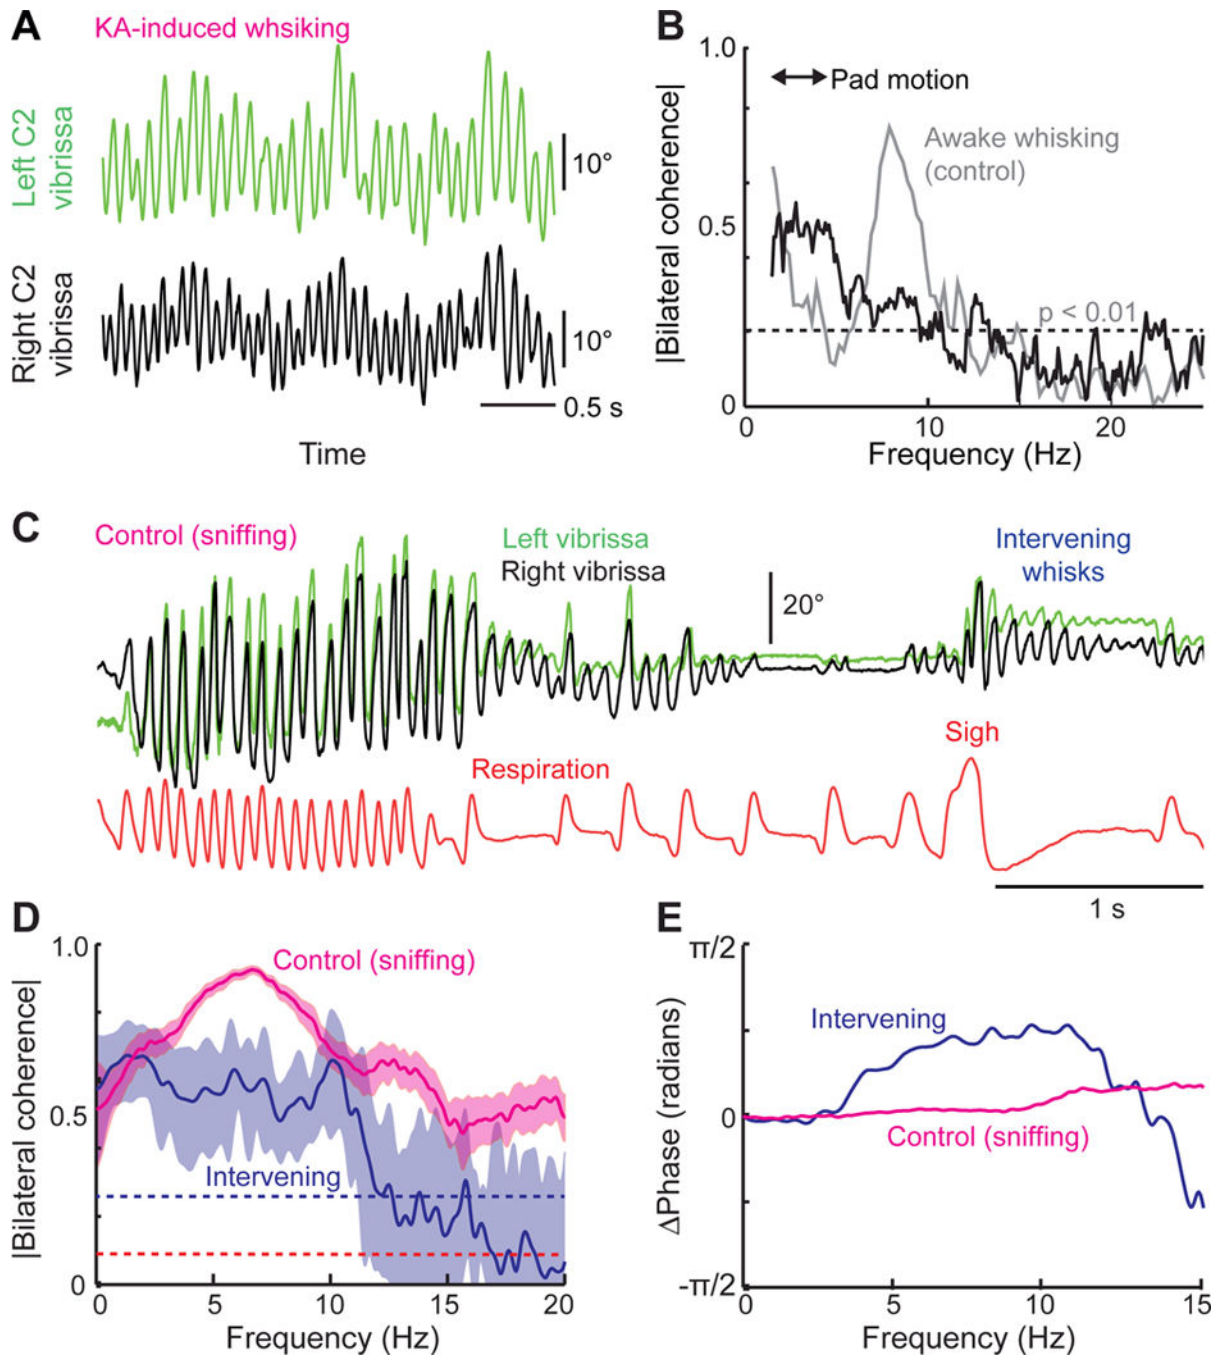 A
KA-induced whsiking
Left C2
vibrissa
10°
Right C2
vibrissa
10°
0.5 s
Time
B
|Bilateral coherence|
1.0
0.5
0
Pad motion
Awake whisking
(control)
p < 0.01
0
10
20
Frequency (Hz)
C
Control (sniffing)
Left vibrissa
Right vibrissa
20°
Intervening
whisks
Respiration
Sigh
1 s
D
|Bilateral coherence|
1.0
0.5
0
Control (sniffing)
Intervening
0
5
10
15
20
Frequency (Hz)
E
ΔPhase (radians)
π/2
0
-π/2
Intervening
Control (sniffing)
0
5
10
15
Frequency (Hz)